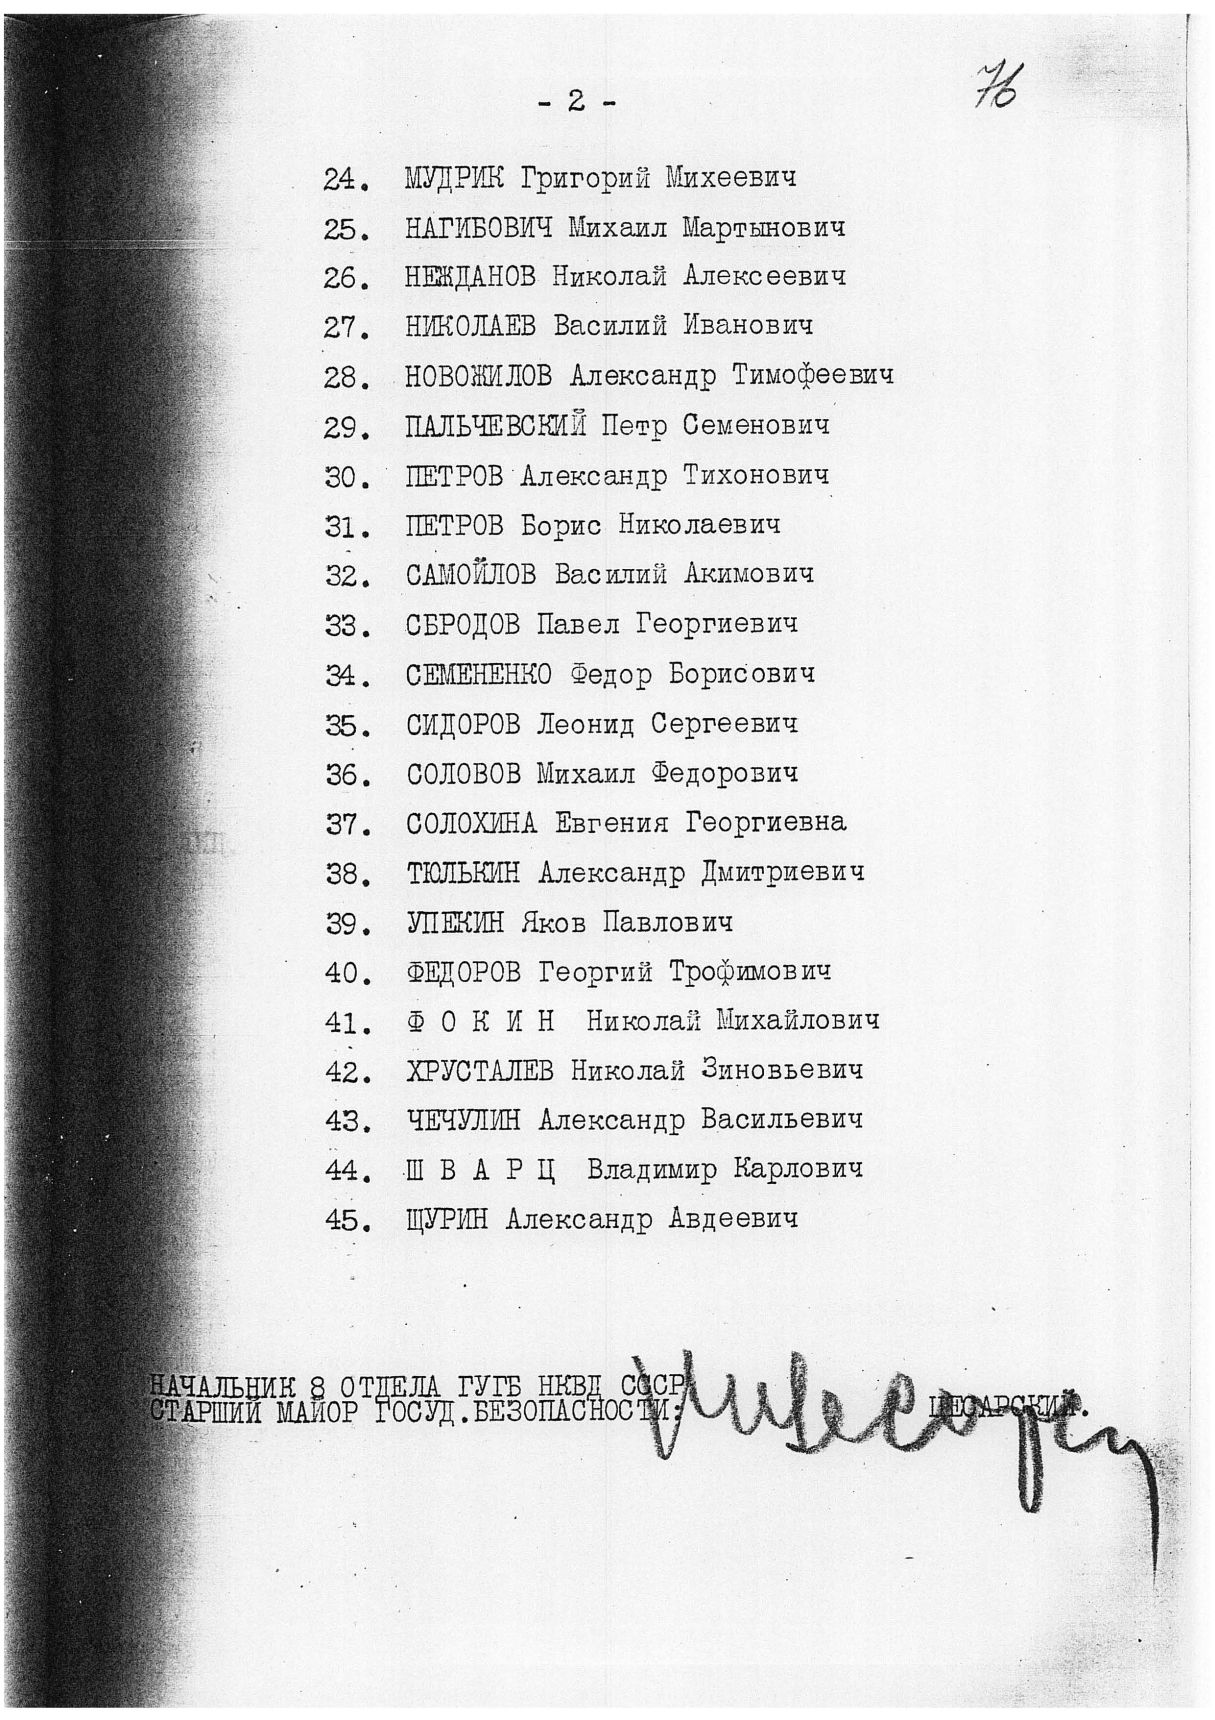 76
- 2 -
24. МУДРИК Григорий Михеевич
25. НАГИБОВИЧ Михаил Мартынович
26. НЕЖДАНОВ Николай Алексеевич
27. НИКОЛАЕВ Василий Иванович
28. НОВОЖИЛОВ Александр Тимофеевич
29. ПАЛЬЧЕВСКИЙ Петр Семенович
30. ПЕТРОВ Александр Тихонович
31. ПЕТРОВ Борис Николаевич
32. САМОЙЛОВ Василий Акимович
33. СБРОДОВ Павел Георгиевич
34. СЕМЕНЕНКО Федор Борисович
35. СИДОРОВ Леонид Сергеевич
36. СОЛОВОВ Михаил Федорович
37. СОЛОХИНА Евгения Георгиевна
38. ТЮЛЬКИН Александр Дмитриевич
39. УПЕКИН Яков Павлович
40. ФЕДОРОВ Георгий Трофимович
41. Ф О К И Н Николай Михайлович
42. ХРУСТАЛЕВ Николай Зиновьевич
43. ЧЕЧУЛИН Александр Васильевич
44. Ш В А Р Ц Владимир Карлович
45. ЩУРИН Александр Авдеевич
НАЧАЛЬНИК 8 ОТДЕЛА ГУГБ НКВД СССР
СТАРШИЙ МАЙОР ГОСУД.БЕЗОПАСНОСТИ: ЦЕСАРСКИЙ.